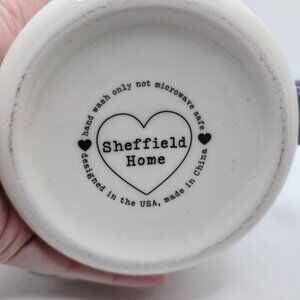 hand wash only not microwave safe
Sheffield
Home
designed in the USA, made in China